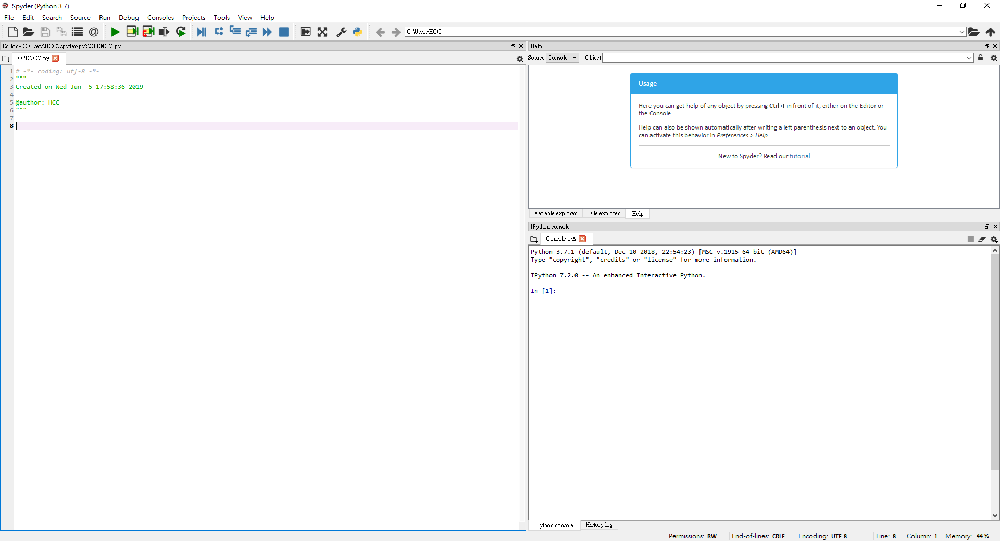 Spyder (Python 3.7)
File Edit Search Source Run Debug Consoles Projects Tools View Help
C:\Users\HCC
Editor - C:\Users\HCC\.spyder-py3\OPENCV.py
OPENCV.py
1 # -*- coding: utf-8 -*-
2 """
3 Created on Wed Jun  5 17:58:36 2019
4
5 @author: HCC
6 """
7
8
Help
Source Console Object
Usage
Here you can get help of any object by pressing Ctrl+I in front of it, either on the Editor or
the Console.
Help can also be shown automatically after writing a left parenthesis next to an object. You
can activate this behavior in Preferences > Help.
New to Spyder? Read our tutorial
Variable explorer File explorer Help
IPython console
Console 1/A
Python 3.7.1 (default, Dec 10 2018, 22:54:23) [MSC v.1915 64 bit (AMD64)]
Type "copyright", "credits" or "license" for more information.
IPython 7.2.0 -- An enhanced Interactive Python.
In [1]:
IPython console History log
Permissions: RW End-of-lines: CRLF Encoding: UTF-8 Line: 8 Column: 1 Memory: 44 %